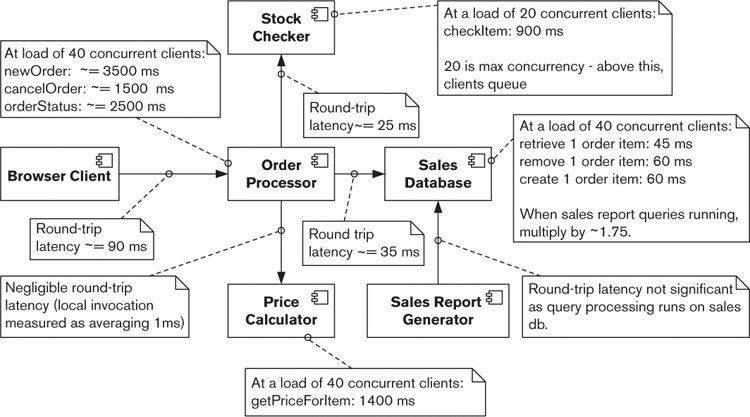 Stock
Checker
At a load of 20 concurrent clients:
checkItem: 900 ms
20 is max concurrency - above this,
clients queue
At load of 40 concurrent clients:
newOrder: ~= 3500 ms
cancelOrder: ~= 1500 ms
orderStatus: ~= 2500 ms
Round-trip
latency~= 25 ms
At a load of 40 concurrent clients:
retrieve 1 order item: 45 ms
remove 1 order item: 60 ms
create 1 order item: 60 ms
When sales report queries running,
multiply by ~1.75.
Browser Client
Order
Processor
Sales
Database
Round-trip
latency ~= 90 ms
Round trip
latency ~= 35 ms
Negligible round-trip
latency (local invocation
measured as averaging 1ms)
Price
Calculator
Sales Report
Generator
Round-trip latency not significant
as query processing runs on sales
db.
At a load of 40 concurrent clients:
getPriceForItem: 1400 ms